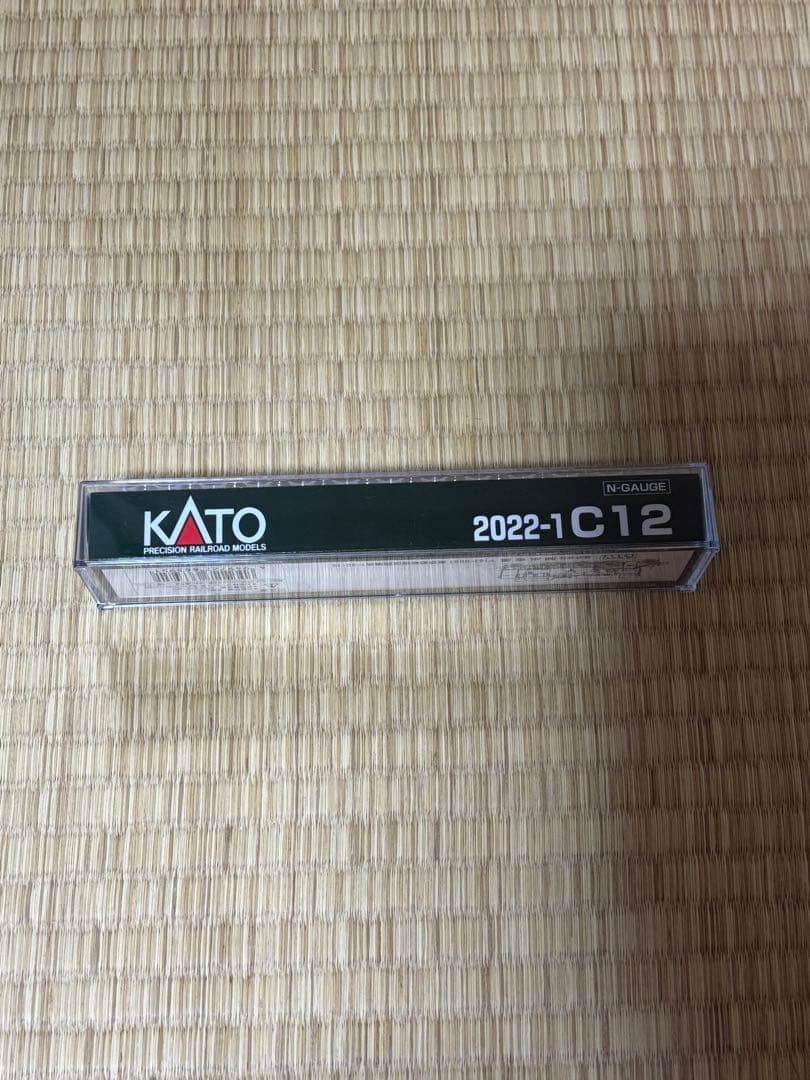 N-GAUGE
KATO
PRECISION RAILROAD MODELS
2022-1 C12